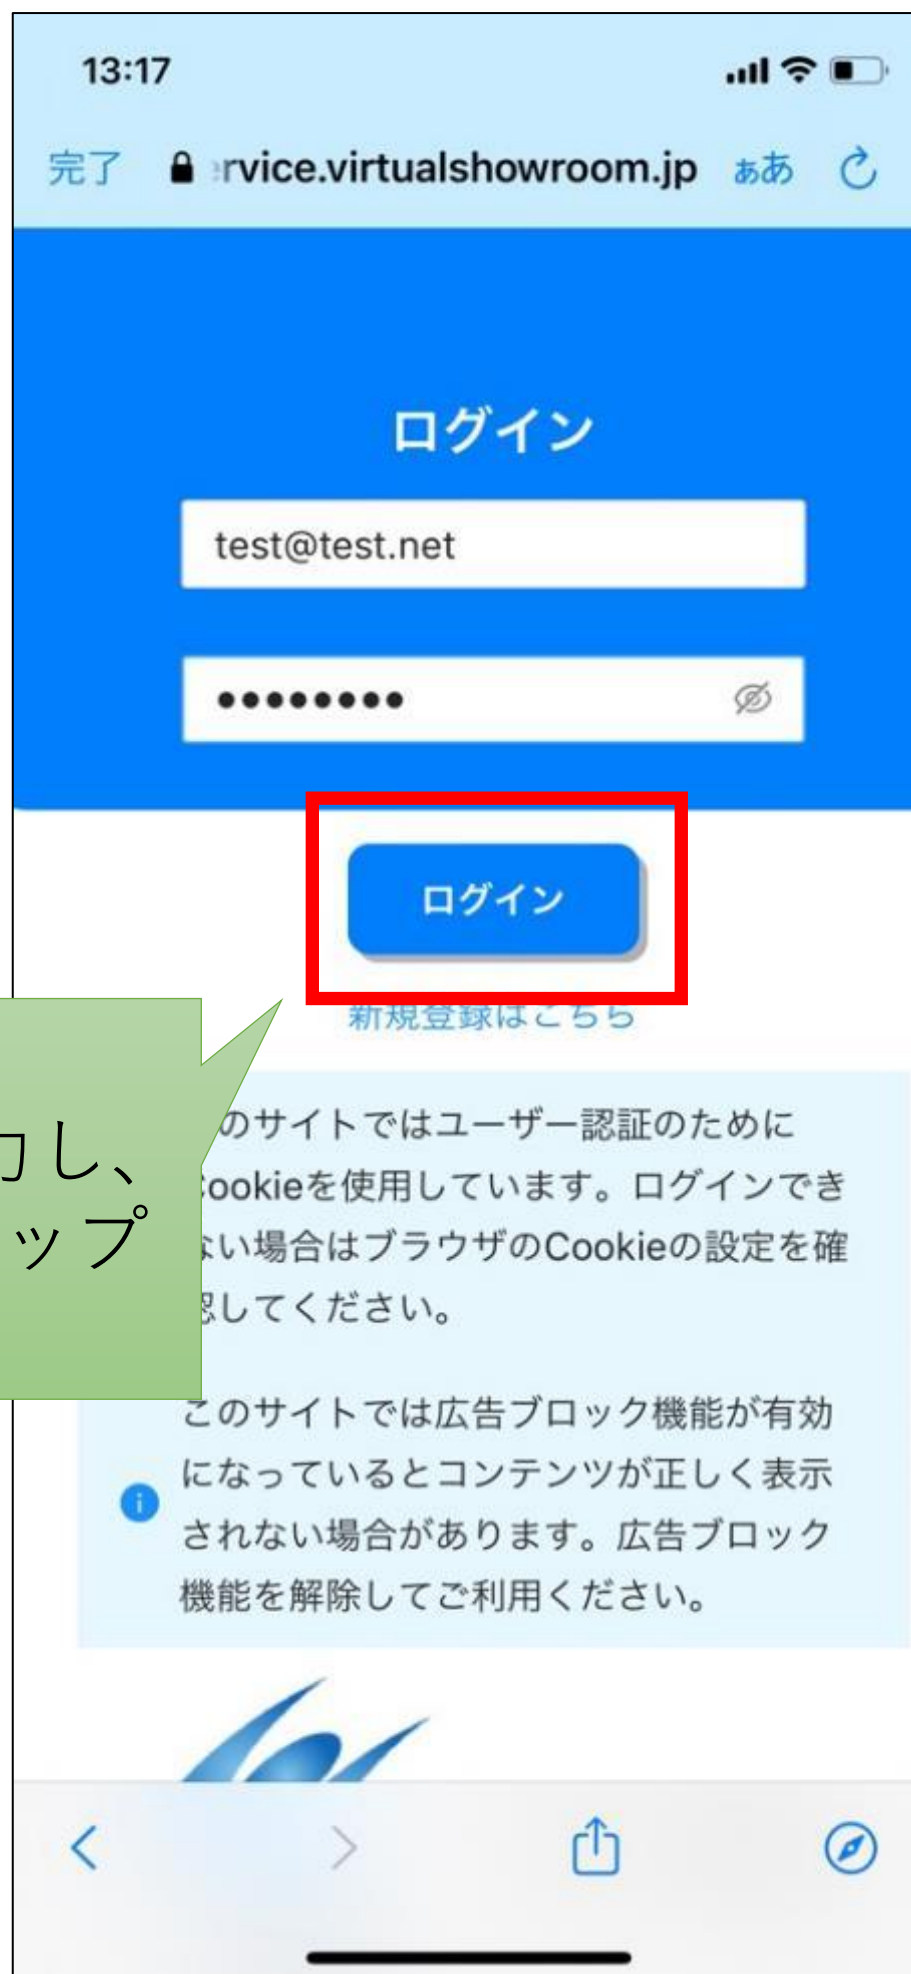 13:17
完了 rvice.virtualshowroom.jp ぁあ
ログイン
test@test.net
••••••••
ログイン
新規登録はこちら
し、
ップ
のサイトではユーザー認証のために
ookieを使用しています。ログインでき
い場合はブラウザのCookieの設定を確
してください。
このサイトでは広告ブロック機能が有効
になっているとコンテンツが正しく表示
されない場合があります。広告ブロック
機能を解除してご利用ください。